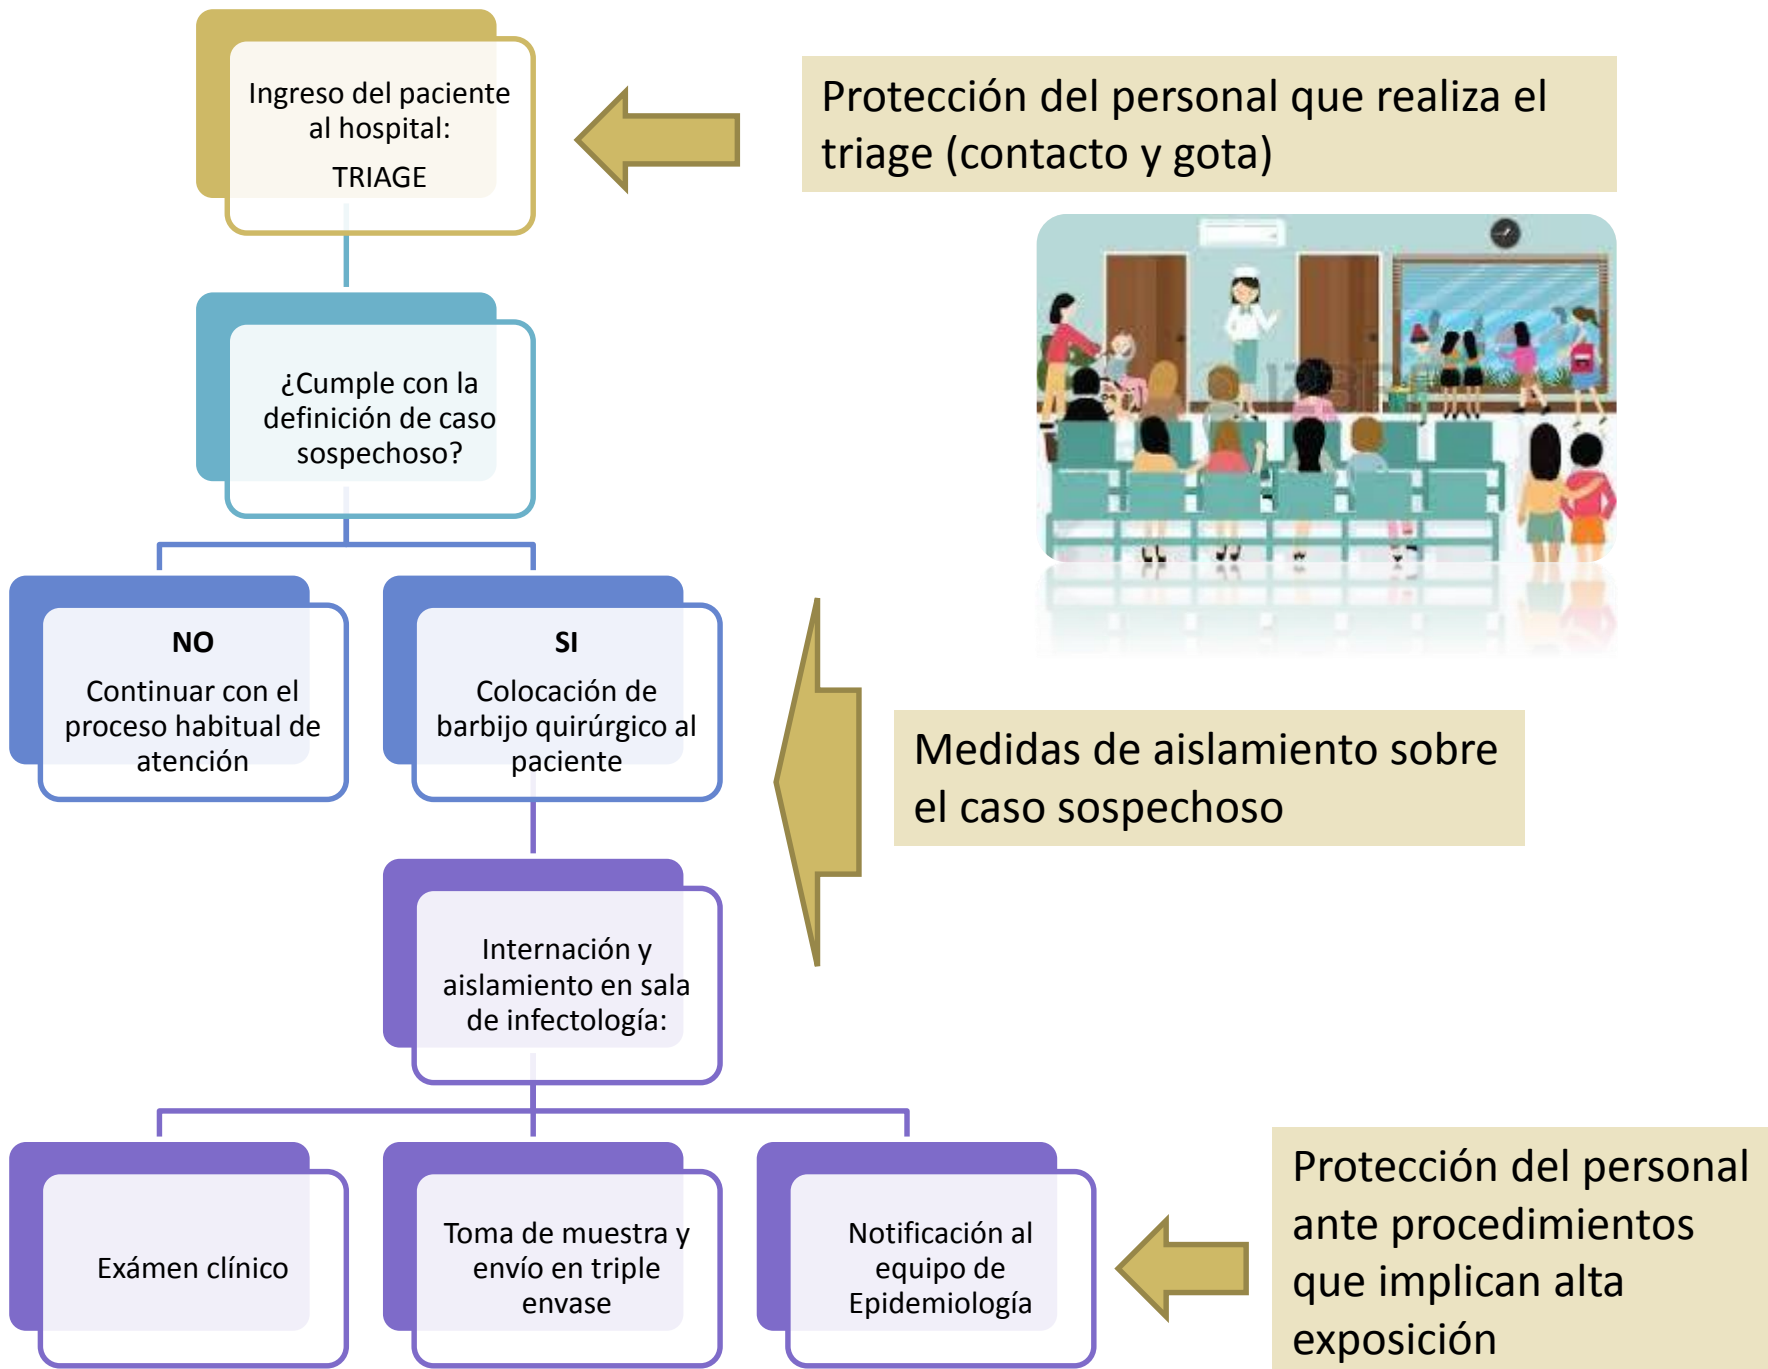 Ingreso del paciente
al hospital:
TRIAGE
Protección del personal que realiza el
triage (contacto y gota)
¿Cumple con la
definición de caso
sospechoso?
NO
Continuar con el
proceso habitual de
atención
SI
Colocación de
barbijo quirúrgico al
paciente
Medidas de aislamiento sobre
el caso sospechoso
Internación y
aislamiento en sala
de infectología:
Exámen clínico
Toma de muestra y
envío en triple
envase
Notificación al
equipo de
Epidemiología
Protección del personal
ante procedimientos
que implican alta
exposición